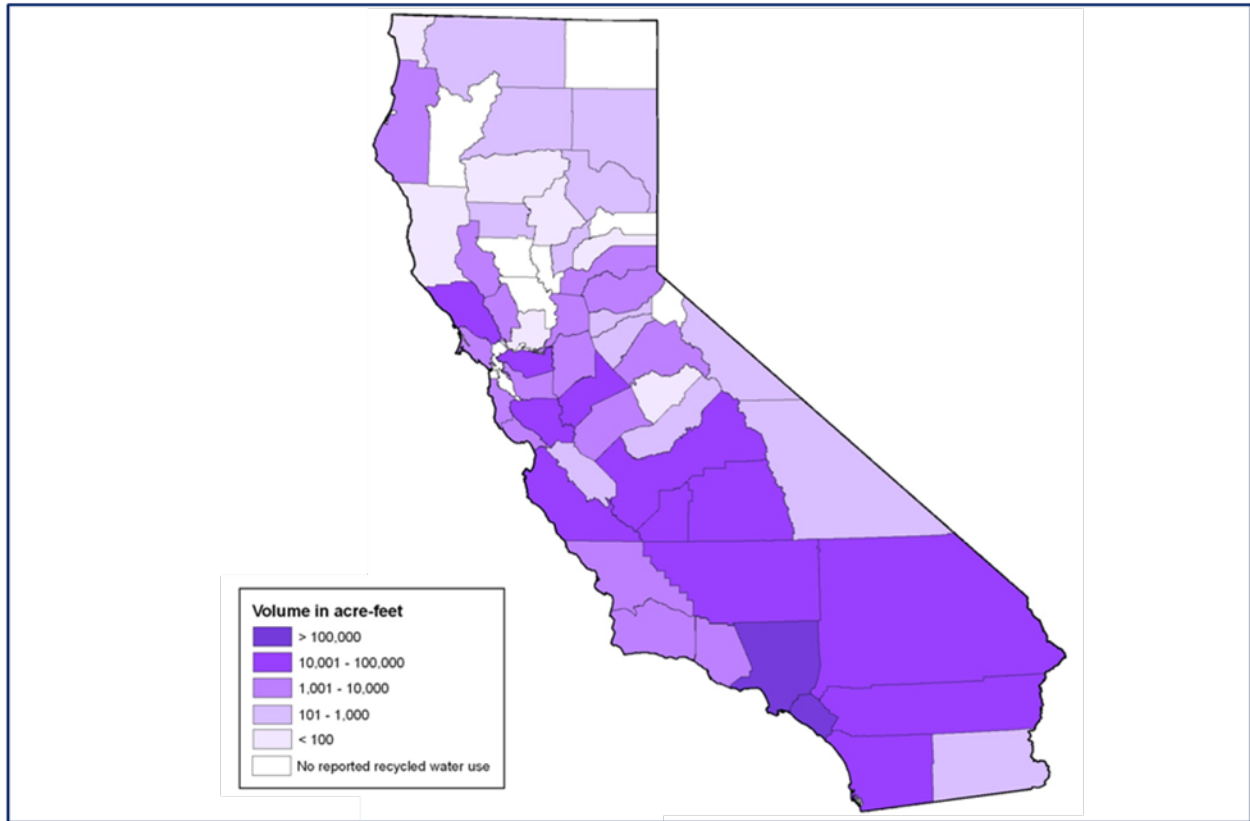 Volume in acre-feet
> 100,000
10,001 - 100,000
1,001 - 10,000
101 - 1,000
< 100
No reported recycled water use